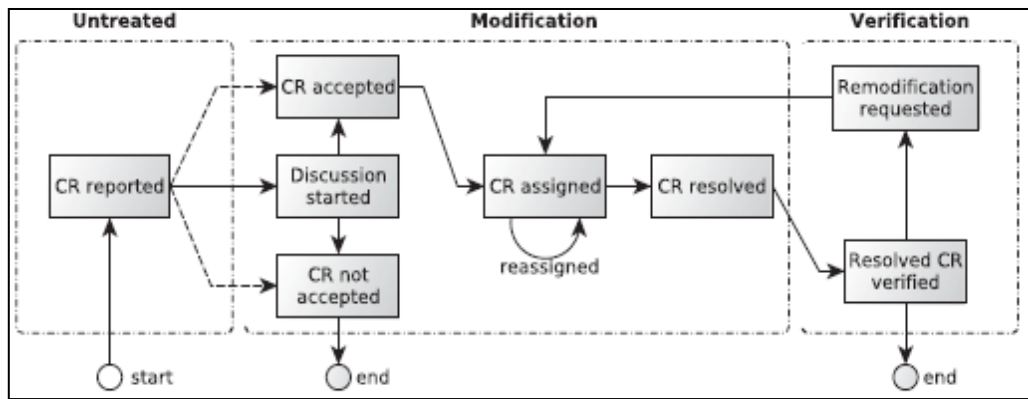 Untreated
Modification
Verification
CR accepted
Remodification
requested
CR reported
Discussion
started
CR assigned
CR resolved
reassigned
CR not
accepted
Resolved CR
verified
start
end
end